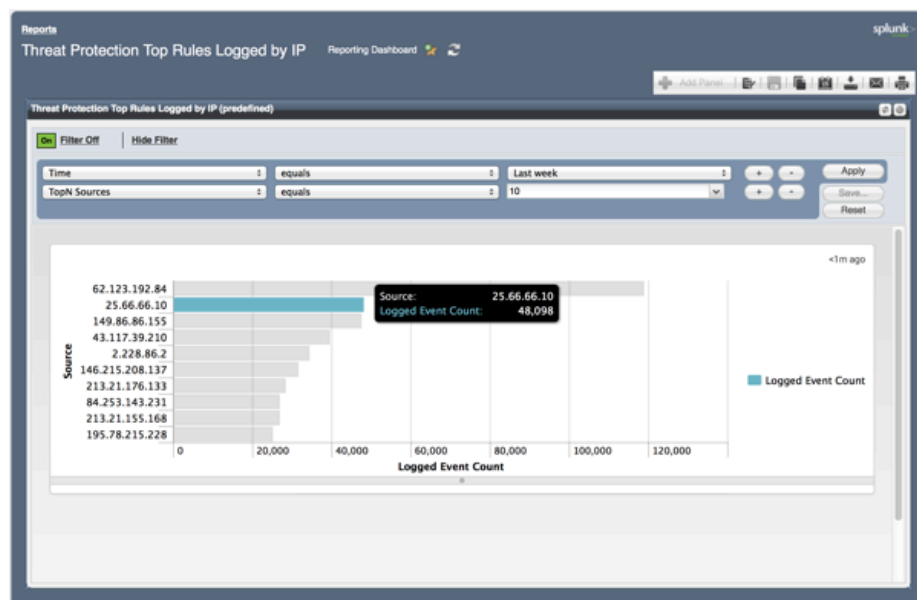 Reports
splunk>
Threat Protection Top Rules Logged by IP Reporting Dashboard
Add Panel
Threat Protection Top Rules Logged by IP (predefined)
On Filter Off Hide Filter
Time equals Last week + - Apply
TopN Sources equals 10 + - Save...
Reset
<1m ago
62.123.192.84
25.66.66.10
149.86.86.155
43.117.39.210
2.228.86.2
146.215.208.137
213.21.176.133
84.253.143.231
213.21.155.168
195.78.215.228
Source
Source: 25.66.66.10
Logged Event Count: 48,098
Logged Event Count
0 20,000 40,000 60,000 80,000 100,000 120,000
Logged Event Count